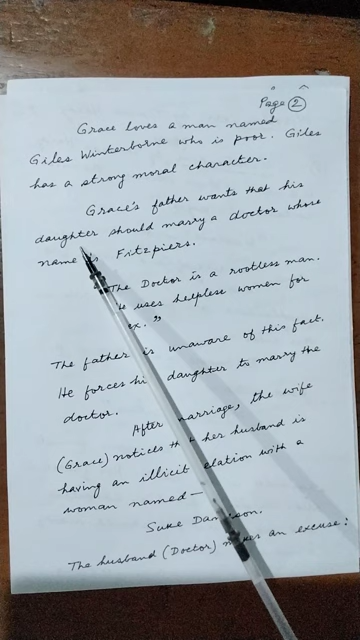 Page 2
Grace loves a man named
Giles Winterborne who is poor. Giles
has a strong moral character.
Grace's father wants that his
daughter should marry a doctor whose
name is Fitzpiers.
The Doctor is a rootless man.
He uses helpless women for
ex."
The father is unaware of this fact.
He forces his daughter to marry the
doctor.
After marriage, the wife
(Grace) notices that her husband is
having an illicit relation with a
woman named —
Suke Damson.
The husband (Doctor) makes an excuse: